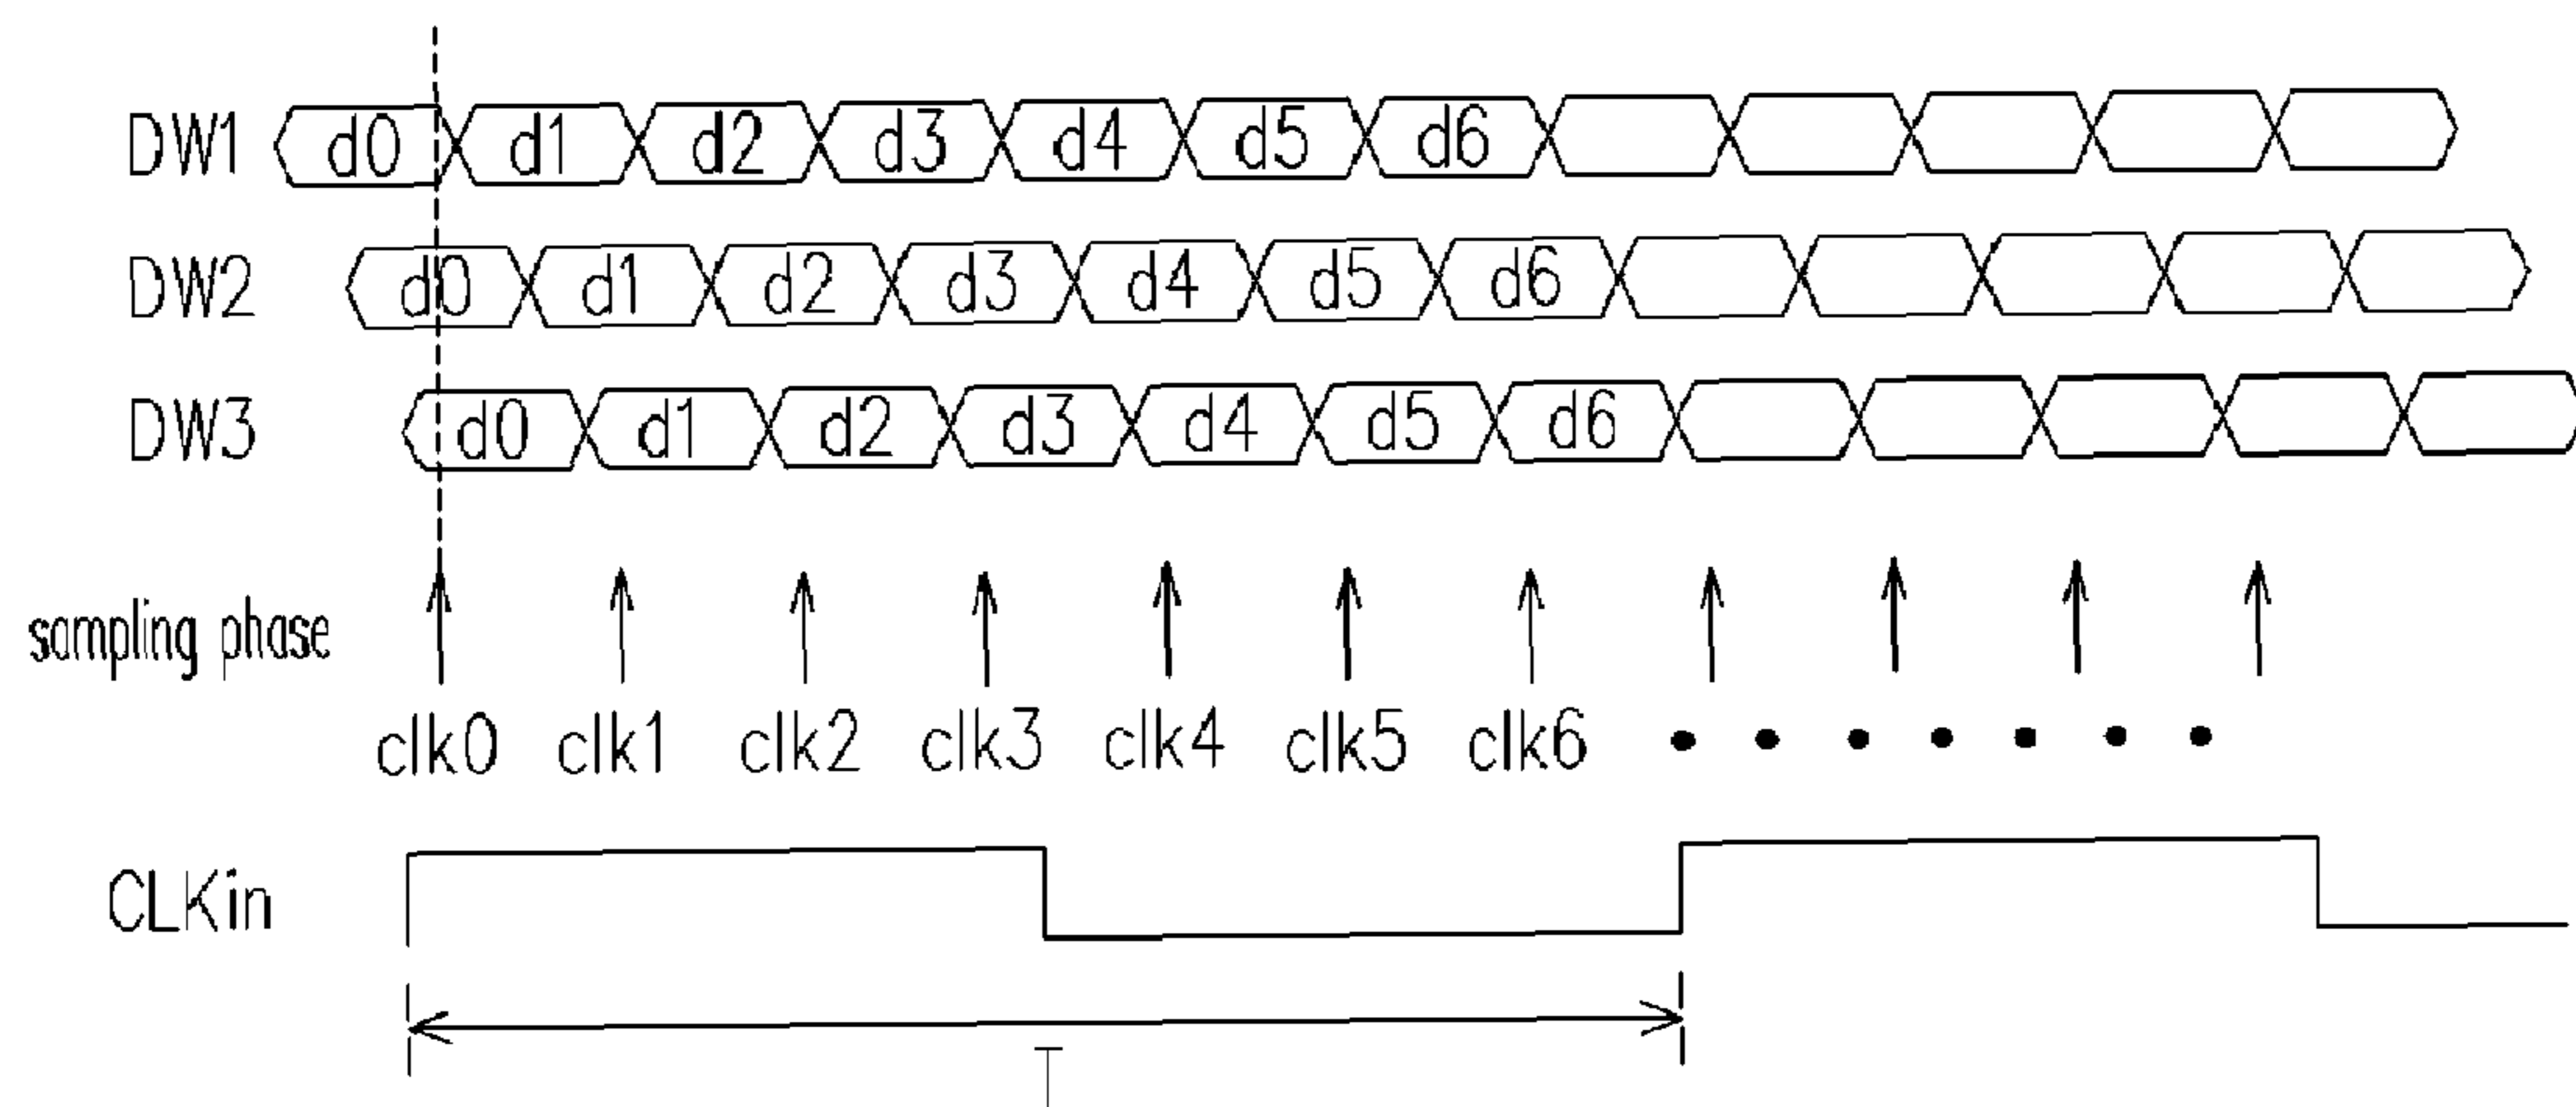 DW1 d0 d1 d2 d3 d4 d5 d6
DW2 d0 d1 d2 d3 d4 d5 d6
DW3 d0 d1 d2 d3 d4 d5 d6
sampling phase
clk0 clk1 clk2 clk3 clk4 clk5 clk6 • • • • • • •
CLKin
T